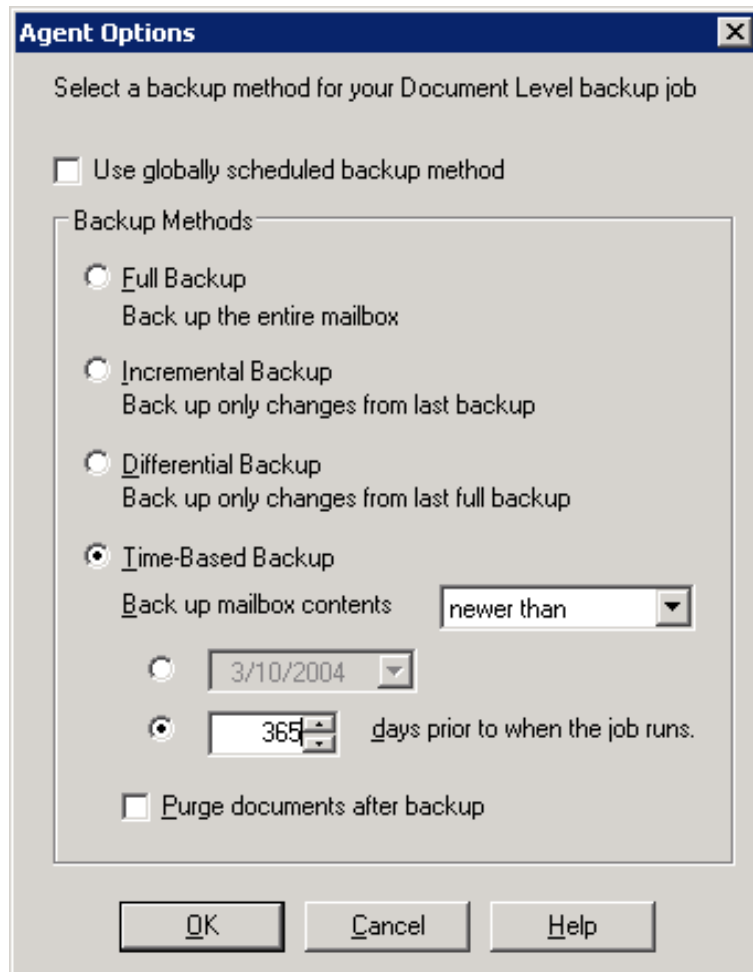 Agent Options
Select a backup method for your Document Level backup job
Use globally scheduled backup method
Backup Methods
Full Backup
Back up the entire mailbox
Incremental Backup
Back up only changes from last backup
Differential Backup
Back up only changes from last full backup
Time-Based Backup
Back up mailbox contents newer than
3/10/2004
365 days prior to when the job runs.
Purge documents after backup
OK Cancel Help